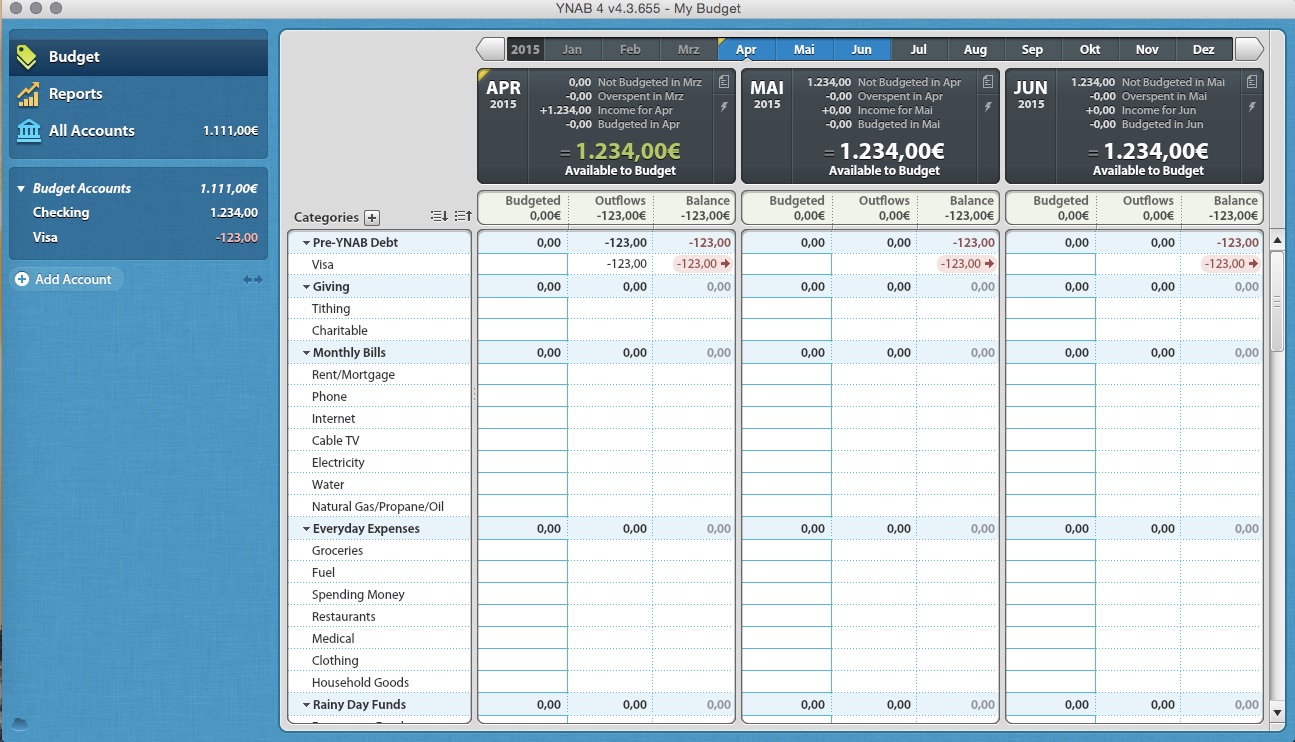 YNAB 4 v4.3.655 - My Budget
Budget
Reports
All Accounts 1.111,00€
Budget Accounts 1.111,00€
Checking 1.234,00
Visa -123,00
Add Account
2015 Jan Feb Mrz Apr Mai Jun Jul Aug Sep Okt Nov Dez
APR
2015
0,00 Not Budgeted in Mrz
-0,00 Overspent in Mrz
+1.234,00 Income for Apr
-0,00 Budgeted in Apr
= 1.234,00€
Available to Budget
MAI
2015
1.234,00 Not Budgeted in Apr
-0,00 Overspent in Apr
+0,00 Income for Mai
-0,00 Budgeted in Mai
= 1.234,00€
Available to Budget
JUN
2015
1.234,00 Not Budgeted in Mai
-0,00 Overspent in Mai
+0,00 Income for Jun
-0,00 Budgeted in Jun
= 1.234,00€
Available to Budget
Budgeted Outflows Balance Budgeted Outflows Balance Budgeted Outflows Balance
Categories 0,00€ -123,00€ -123,00€ 0,00€ 0,00€ -123,00€ 0,00€ 0,00€ -123,00€
Pre-YNAB Debt 0,00 -123,00 -123,00 0,00 0,00 -123,00 0,00 0,00 -123,00
Visa -123,00 -123,00 -123,00 -123,00
Giving 0,00 0,00 0,00 0,00 0,00 0,00 0,00 0,00 0,00
Tithing
Charitable
Monthly Bills 0,00 0,00 0,00 0,00 0,00 0,00 0,00 0,00 0,00
Rent/Mortgage
Phone
Internet
Cable TV
Electricity
Water
Natural Gas/Propane/Oil
Everyday Expenses 0,00 0,00 0,00 0,00 0,00 0,00 0,00 0,00 0,00
Groceries
Fuel
Spending Money
Restaurants
Medical
Clothing
Household Goods
Rainy Day Funds 0,00 0,00 0,00 0,00 0,00 0,00 0,00 0,00 0,00